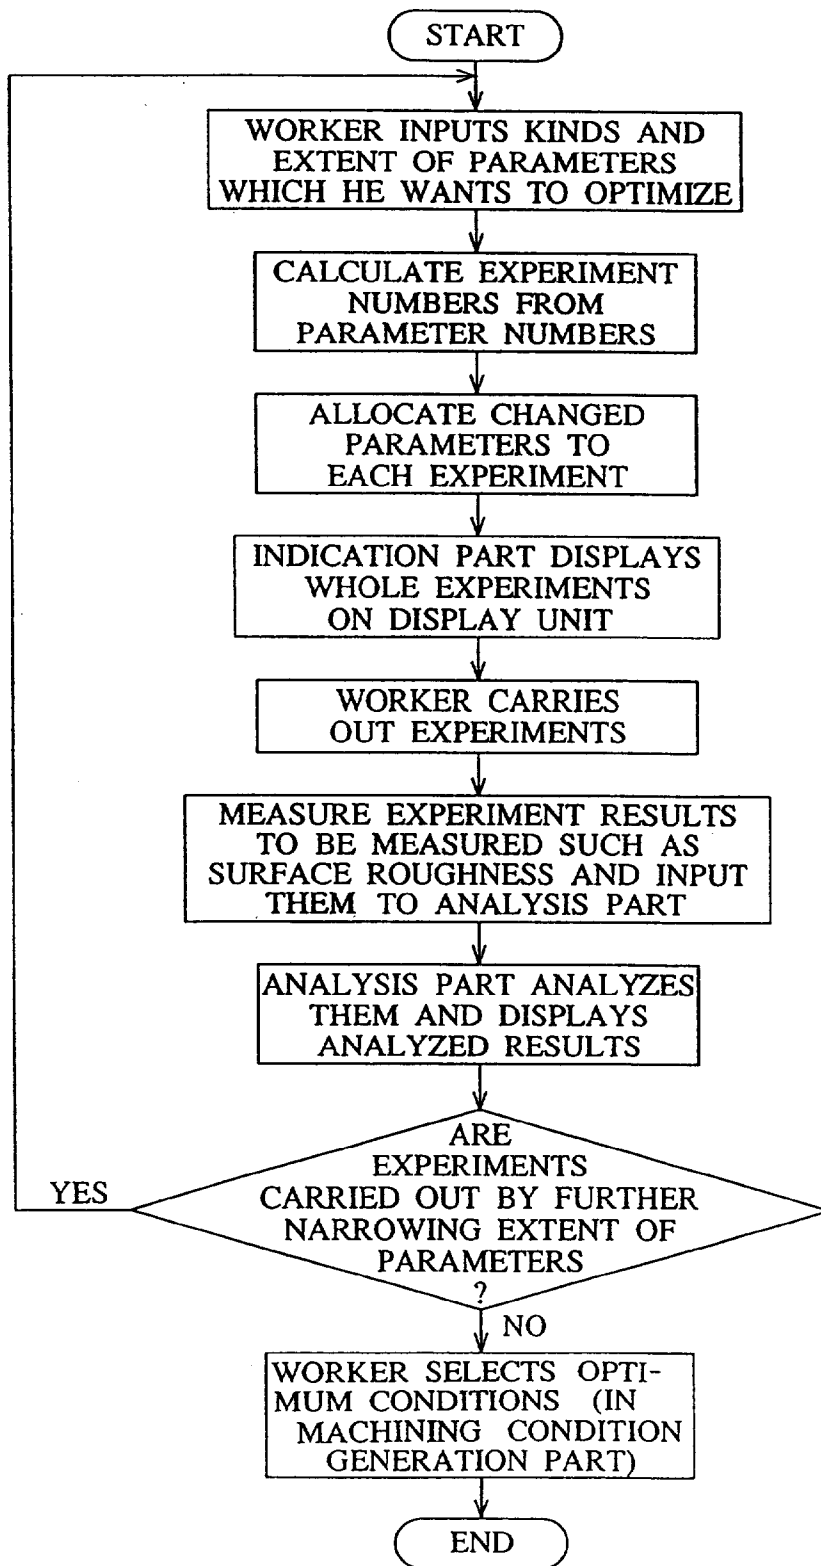 START
WORKER INPUTS KINDS AND
EXTENT OF PARAMETERS
WHICH HE WANTS TO OPTIMIZE
CALCULATE EXPERIMENT
NUMBERS FROM
PARAMETER NUMBERS
ALLOCATE CHANGED
PARAMETERS TO
EACH EXPERIMENT
INDICATION PART DISPLAYS
WHOLE EXPERIMENTS
ON DISPLAY UNIT
WORKER CARRIES
OUT EXPERIMENTS
MEASURE EXPERIMENT RESULTS
TO BE MEASURED SUCH AS
SURFACE ROUGHNESS AND INPUT
THEM TO ANALYSIS PART
ANALYSIS PART ANALYZES
THEM AND DISPLAYS
ANALYZED RESULTS
ARE
EXPERIMENTS
CARRIED OUT BY FURTHER
NARROWING EXTENT OF
PARAMETERS
?
YES
NO
WORKER SELECTS OPTI-
MUM CONDITIONS (IN
MACHINING CONDITION
GENERATION PART)
END